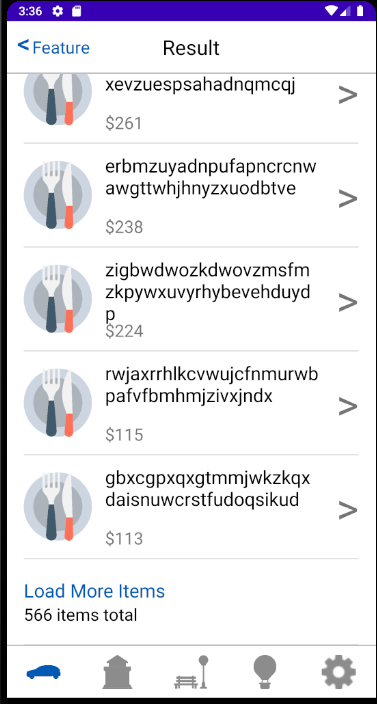 3:36
< Feature
Result
xevzuespsahadnqmcqj
$261
>
erbmzuyadnpufapncrcnw
awgttwhjhnyzxuodbtve
$238
>
zigbwdwozkdwovzmsfm
zkpywxuvyrhybevehduyd
p
$224
>
rwjaxrrhlkcvwujcfnmurwb
pafvfbmhmjzivxjndx
$115
>
gbxcgpxqxgtmmjwkzkqx
daisnuwcrstfudoqsikud
$113
>
Load More Items
566 items total